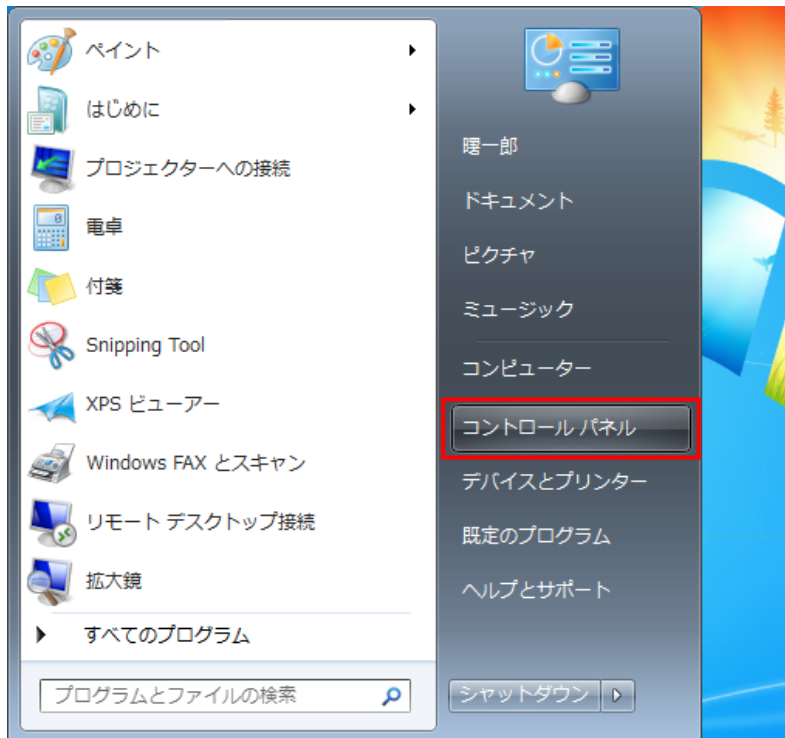 ペイント
はじめに
プロジェクターへの接続
電卓
付箋
Snipping Tool
XPS ビューアー
Windows FAX とスキャン
リモート デスクトップ接続
拡大鏡
すべてのプログラム
プログラムとファイルの検索
曙一郎
ドキュメント
ピクチャ
ミュージック
コンピューター
コントロール パネル
デバイスとプリンター
既定のプログラム
ヘルプとサポート
シャットダウン